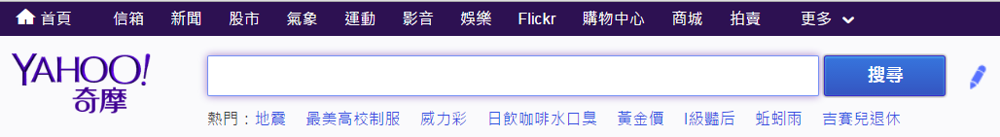 首頁 信箱 新聞 股市 氣象 運動 影音 娛樂 Flickr 購物中心 商城 拍賣 更多
YAHOO!
奇摩
搜尋
熱門：地震 最美高校制服 威力彩 日飲咖啡水口臭 黃金價 I級豔后 蚯蚓雨 吉賽兒退休